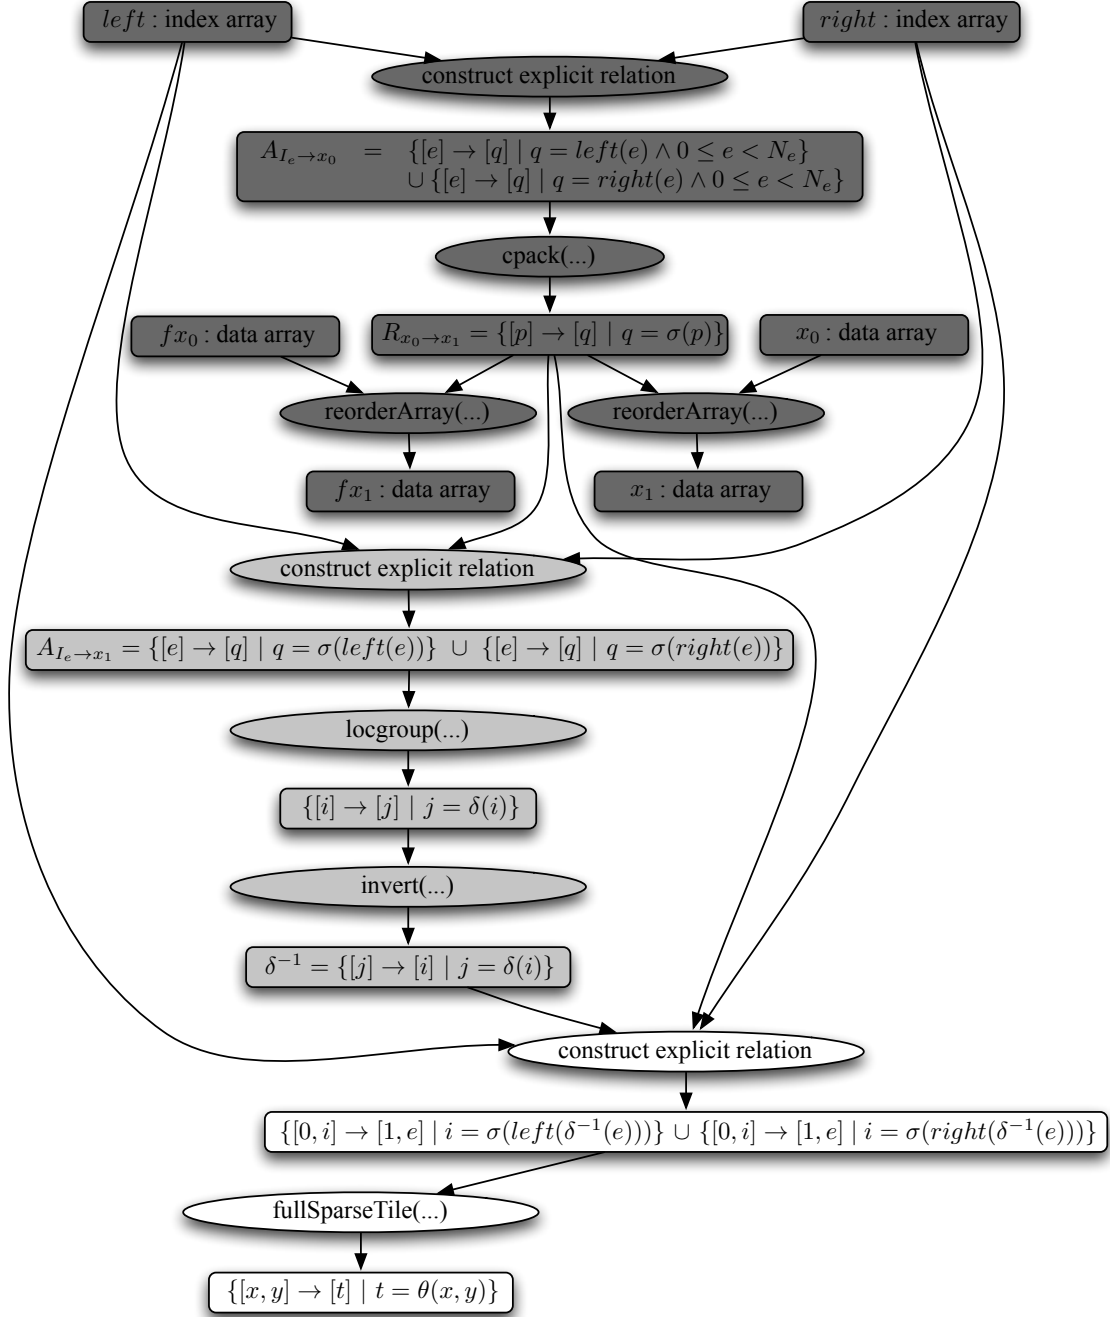 left : index array
right : index array
construct explicit relation
A_{I_e→x_0} = {[e] → [q] | q = left(e) ∧ 0 ≤ e < N_e}
∪ {[e] → [q] | q = right(e) ∧ 0 ≤ e < N_e}
cpack(...)
fx_0 : data array
R_{x_0→x_1} = {[p] → [q] | q = σ(p)}
x_0 : data array
reorderArray(...)
reorderArray(...)
fx_1 : data array
x_1 : data array
construct explicit relation
A_{I_e→x_1} = {[e] → [q] | q = σ(left(e))} ∪ {[e] → [q] | q = σ(right(e))}
locgroup(...)
{[i] → [j] | j = δ(i)}
invert(...)
δ^{-1} = {[j] → [i] | j = δ(i)}
construct explicit relation
{[0, i] → [1, e] | i = σ(left(δ^{-1}(e)))} ∪ {[0, i] → [1, e] | i = σ(right(δ^{-1}(e)))}
fullSparseTile(...)
{[x, y] → [t] | t = θ(x, y)}